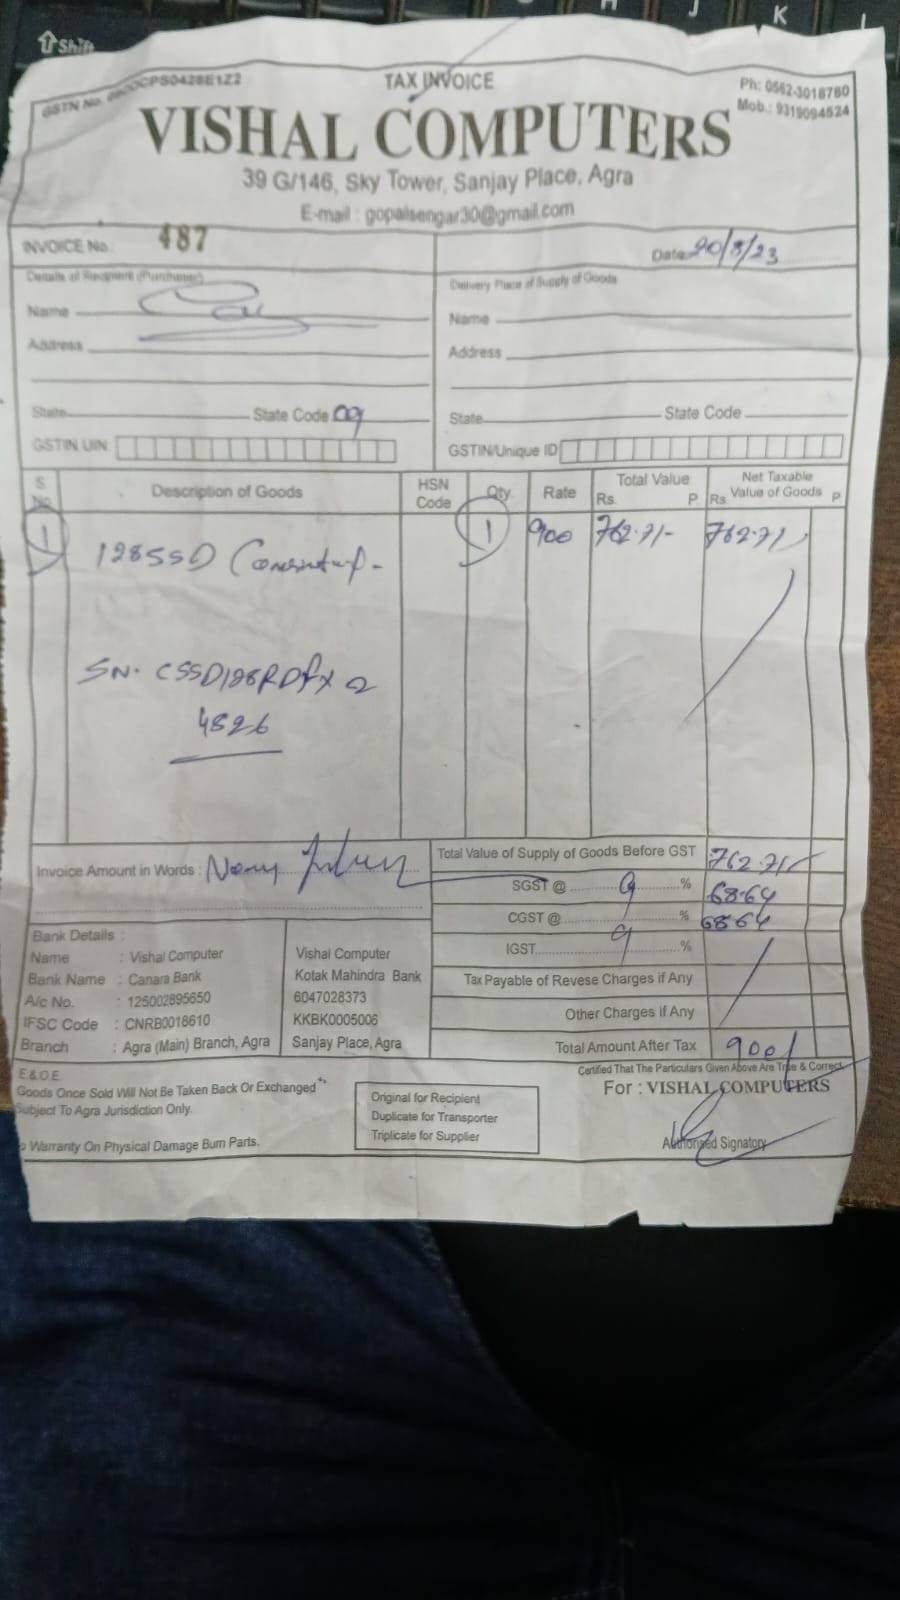 Shift
J K
GSTN No.
TAX INVOICE
Ph: 0562-3018780
Mob.: 9319094524
VISHAL COMPUTERS
39 G/146, Sky Tower, Sanjay Place, Agra
E-mail : gopalsengar30@gmail.com
INVOICE No. 487
Date 20/8/23
Details of Recipient (Purchaser)
Name
Address
State State Code 09
GSTIN UIN:
Delivery Place of Supply of Goods
Name
Address
State State Code
GSTIN/Unique ID
S. No. Description of Goods HSN Code Qty. Rate Total Value Rs. P Net Taxable Value of Goods Rs. P
1 128SSD 1 900 762.71 762.71
SN.
4826
Invoice Amount in Words :
Total Value of Supply of Goods Before GST 762.71
SGST @ 9 % 68.64
CGST @ 9 % 68.64
IGST %
Tax Payable of Revese Charges if Any
Other Charges if Any
Total Amount After Tax 900/
Bank Details :
Name : Vishal Computer Vishal Computer
Bank Name : Canara Bank Kotak Mahindra Bank
A/c No. : 125002895650 6047028373
IFSC Code : CNRB0018610 KKBK0005006
Branch : Agra (Main) Branch, Agra Sanjay Place, Agra
E & O.E.
Goods Once Sold Will Not Be Taken Back Or Exchanged
Subject To Agra Jurisdiction Only.
Warranty On Physical Damage Burn Parts.
Original for Recipient
Duplicate for Transporter
Triplicate for Supplier
Certified That The Particulars Given Above Are True & Correct
For : VISHAL COMPUTERS
Authorised Signatory